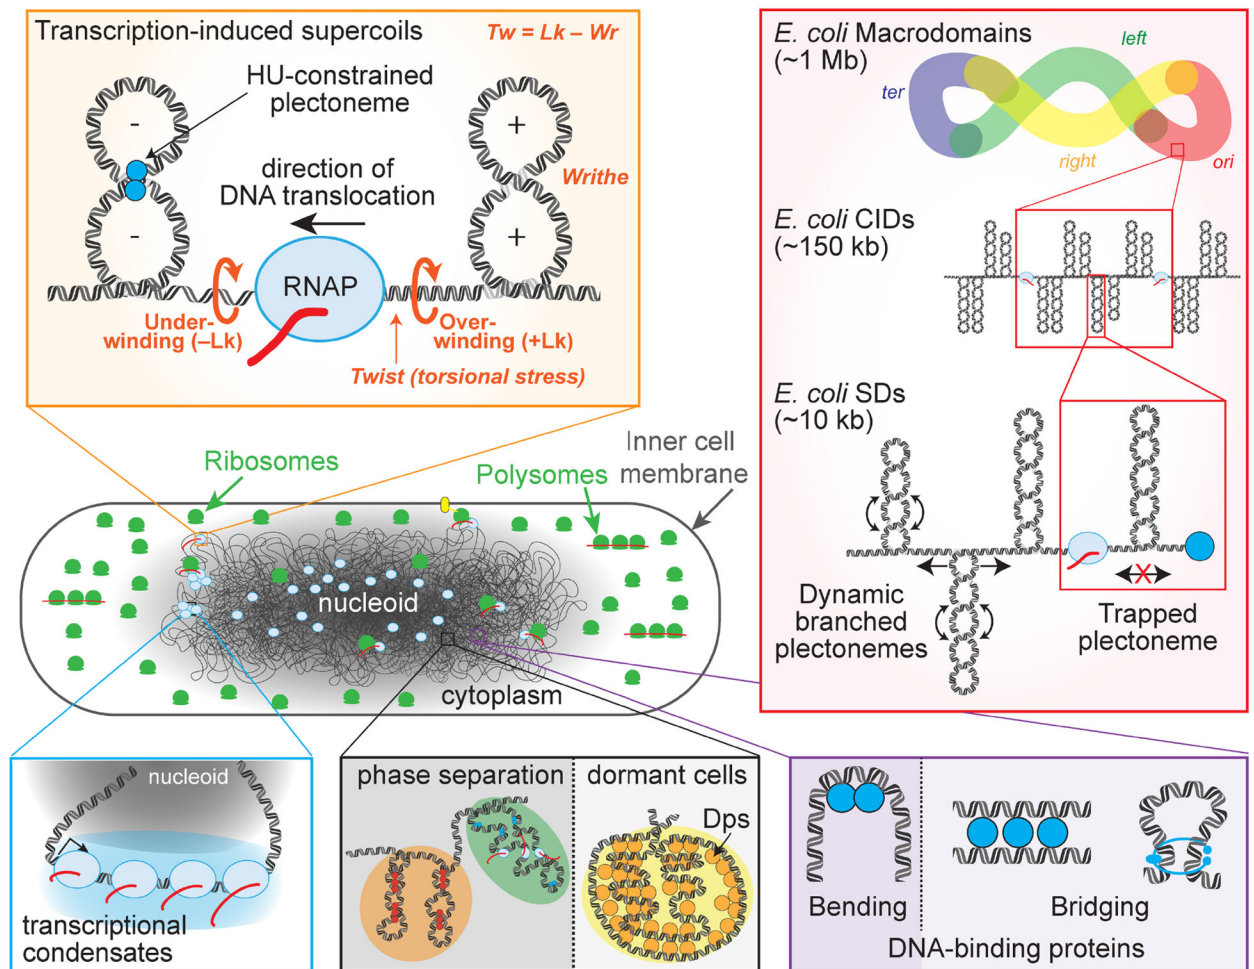 Transcription-induced supercoils
Tw = Lk – Wr
HU-constrained
plectoneme
-
-
+
+
Writhe
direction of
DNA translocation
RNAP
Under-
winding (–Lk)
Over-
winding (+Lk)
Twist (torsional stress)
E. coli Macrodomains
(~1 Mb)
left
ter
right
ori
E. coli CIDs
(~150 kb)
E. coli SDs
(~10 kb)
Dynamic
branched
plectonemes
Trapped
plectoneme
Ribosomes
Polysomes
Inner cell
membrane
nucleoid
cytoplasm
nucleoid
transcriptional
condensates
phase separation
dormant cells
Dps
Bending
Bridging
DNA-binding proteins